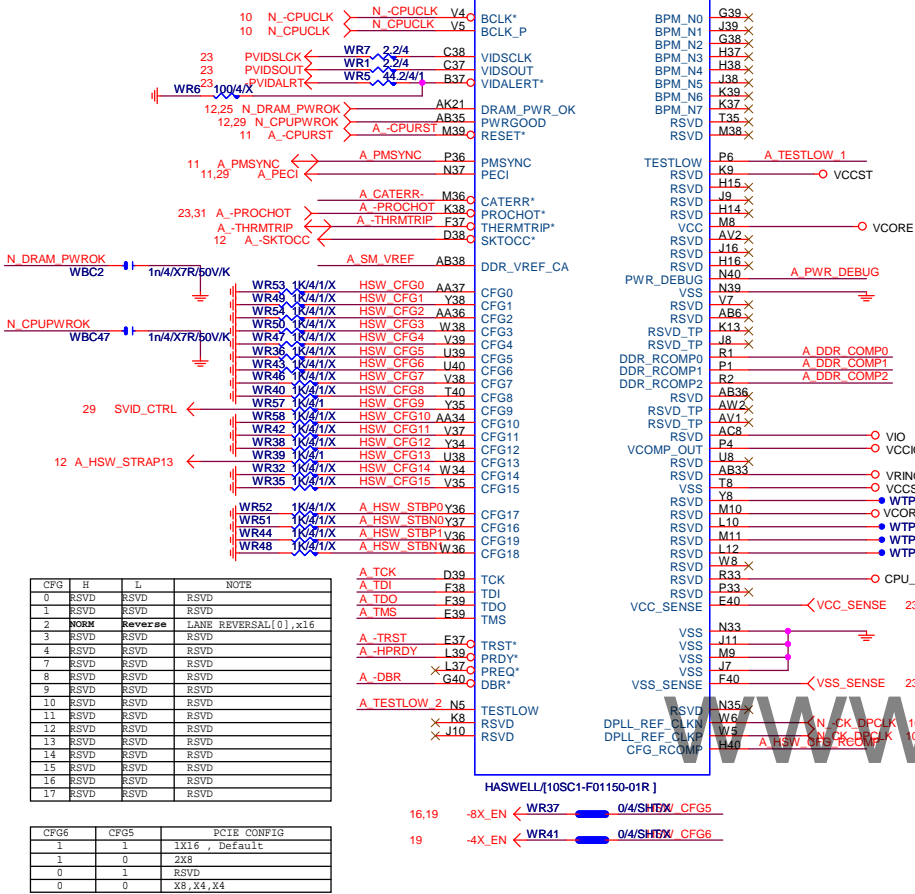 10 N_-CPUCLK N_-CPUCLK V4 BCLK* BPM_N0 G39
10 N_CPUCLK N_CPUCLK V5 BCLK_P BPM_N1 J39
BPM_N2 G38
23 PVIDSLCK WR7 2.2/4 C38 VIDSCLK BPM_N3 H37
23 PVIDSOUT WR1 2.2/4 C37 VIDSOUT BPM_N4 H38
23 PVIDALRT WR5 44.2/4/1 B37 VIDALERT* BPM_N5 J38
WR6 100/4/X BPM_N6 K39
12,25 N_DRAM_PWROK AK21 DRAM_PWR_OK BPM_N7 K37
12,29 N_CPUPWROK AB35 PWRGOOD RSVD T35
11 A_-CPURST A_-CPURST M39 RESET* RSVD M38
11 A_PMSYNC A_PMSYNC P36 PMSYNC TESTLOW P6 A_TESTLOW_1
11,29 A_PECI N37 PECI RSVD K9 VCCST
RSVD H15
A_CATERR- M36 CATERR* RSVD J9
23,31 A_-PROCHOT A_-PROCHOT K38 PROCHOT* RSVD H14
A_-THRMTRIP A_-THRMTRIP F37 THERMTRIP* VCC M8 VCORE
12 A_-SKTOCC D38 SKTOCC* RSVD AV2
RSVD J16
N_DRAM_PWROK A_SM_VREF AB38 DDR_VREF_CA RSVD H16
WBC2 1n/4/X7R/50V/K PWR_DEBUG N40 A_PWR_DEBUG
WR53 1K/4/1/X HSW_CFG0 AA37 CFG0 VSS N39
WR49 1K/4/1/X HSW_CFG1 Y38 CFG1 RSVD V7
WR54 1K/4/1/X HSW_CFG2 AA36 CFG2 RSVD AB6
N_CPUPWROK WR50 1K/4/1/X HSW_CFG3 W38 CFG3 RSVD_TP K13
WBC47 1n/4/X7R/50V/K WR47 1K/4/1/X HSW_CFG4 V39 CFG4 RSVD_TP J8
WR36 1K/4/1/X HSW_CFG5 U39 CFG5 DDR_RCOMP0 R1 A_DDR_COMP0
WR43 1K/4/1/X HSW_CFG6 U40 CFG6 DDR_RCOMP1 P1 A_DDR_COMP1
WR46 1K/4/1/X HSW_CFG7 V38 CFG7 DDR_RCOMP2 R2 A_DDR_COMP2
WR40 1K/4/1/X HSW_CFG8 T40 CFG8 RSVD AB36
29 SVID_CTRL WR57 1K/4/1 HSW_CFG9 Y35 CFG9 RSVD_TP AW2
WR58 1K/4/1/X HSW_CFG10 AA34 CFG10 RSVD_TP AV1
WR42 1K/4/1/X HSW_CFG11 V37 CFG11 RSVD AC8 VIO
WR38 1K/4/1/X HSW_CFG12 Y34 CFG12 VCOMP_OUT P4
12 A_HSW_STRAP13 WR39 1K/4/1 HSW_CFG13 U38 CFG13 RSVD U8
WR32 1K/4/1/X HSW_CFG14 W34 CFG14 RSVD AB33
WR35 1K/4/1/X HSW_CFG15 V35 CFG15 VSS T8
RSVD Y8 WTP
WR52 1K/4/1/X A_HSW_STBP0 Y36 CFG17 RSVD M10 VCOR
WR51 1K/4/1/X A_HSW_STBN0 Y37 CFG16 RSVD L10 WTP
WR44 1K/4/1/X A_HSW_STBP1 V36 CFG19 RSVD M11 WTP
WR48 1K/4/1/X A_HSW_STBN1 W36 CFG18 RSVD L12 WTP
RSVD W8
A_TCK D39 TCK RSVD R33 CPU_
A_TDI F38 TDI RSVD P33
A_TDO F39 TDO VCC_SENSE E40 VCC_SENSE 23
A_TMS E39 TMS
VSS N33
A_-TRST E37 TRST* VSS J11
A_-HPRDY L39 PRDY* VSS M9
L37 PREQ* VSS J7
A_-DBR G40 DBR* VSS_SENSE F40 VSS_SENSE 23
A_TESTLOW_2 N5 TESTLOW RSVD N35
K8 RSVD DPLL_REF_CLKN W6 N_-CK_DPCLK
J10 RSVD DPLL_REF_CLKP W5 N_CK_DPCLK
CFG_RCOMP H40 A_HSW_CFG_RCOMP
WWW
HASWELL/[10SC1-F01150-01R ]
16,19 -8X_EN WR37 0/4/SHT/X HSW_CFG5
19 -4X_EN WR41 0/4/SHT/X HSW_CFG6
CFG H L NOTE
0 RSVD RSVD RSVD
1 RSVD RSVD RSVD
2 NORM Reverse LANE REVERSAL[0],x16
3 RSVD RSVD RSVD
4 RSVD RSVD RSVD
7 RSVD RSVD RSVD
8 RSVD RSVD RSVD
9 RSVD RSVD RSVD
10 RSVD RSVD RSVD
11 RSVD RSVD RSVD
12 RSVD RSVD RSVD
13 RSVD RSVD RSVD
14 RSVD RSVD RSVD
15 RSVD RSVD RSVD
16 RSVD RSVD RSVD
17 RSVD RSVD RSVD
CFG6 CFG5 PCIE CONFIG
1 1 1X16 , Default
1 0 2X8
0 1 RSVD
0 0 X8,X4,X4